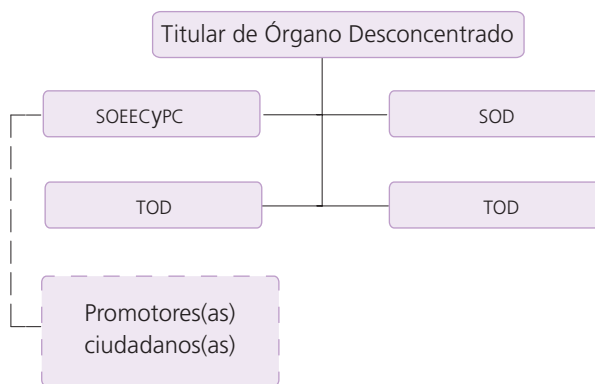 Titular de Órgano Desconcentrado
SOEECyPC
SOD
TOD
TOD
Promotores(as)
ciudadanos(as)